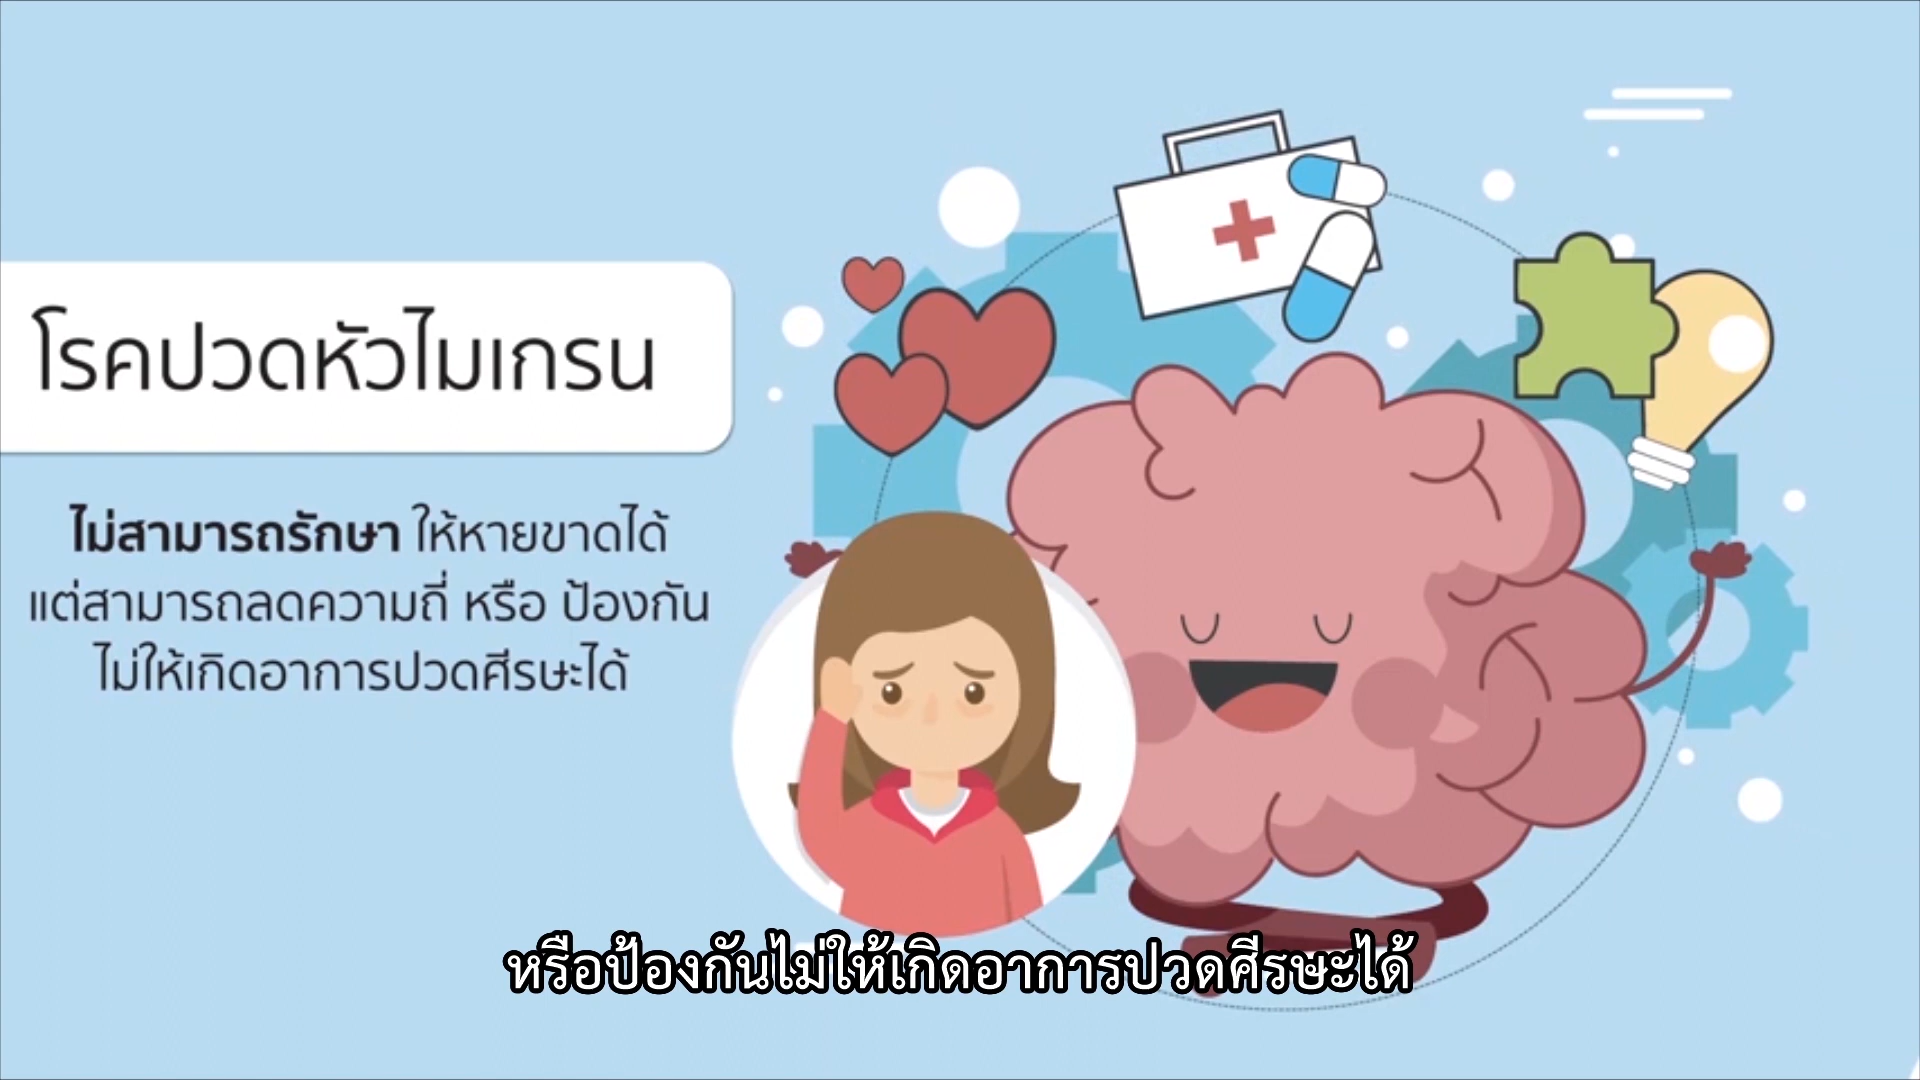 โรคปวดหัวไมเกรน
ไม่สามารถรักษา ให้หายขาดได้
แต่สามารถลดความถี่ หรือ ป้องกัน
ไม่ให้เกิดอาการปวดศีรษะได้
หรือป้องกันไม่ให้เกิดอาการปวดศีรษะได้